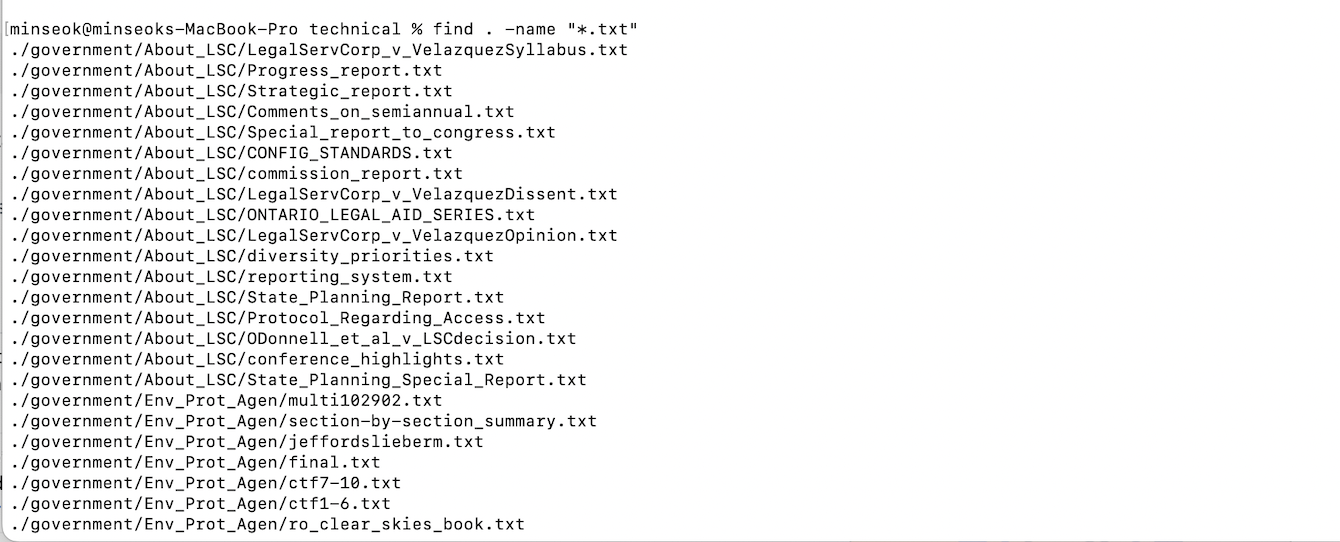 [minseok@minseoks-MacBook-Pro technical % find . -name "*.txt"
./government/About_LSC/LegalServCorp_v_VelazquezSyllabus.txt
./government/About_LSC/Progress_report.txt
./government/About_LSC/Strategic_report.txt
./government/About_LSC/Comments_on_semiannual.txt
./government/About_LSC/Special_report_to_congress.txt
./government/About_LSC/CONFIG_STANDARDS.txt
./government/About_LSC/commission_report.txt
./government/About_LSC/LegalServCorp_v_VelazquezDissent.txt
./government/About_LSC/ONTARIO_LEGAL_AID_SERIES.txt
./government/About_LSC/LegalServCorp_v_VelazquezOpinion.txt
./government/About_LSC/diversity_priorities.txt
./government/About_LSC/reporting_system.txt
./government/About_LSC/State_Planning_Report.txt
./government/About_LSC/Protocol_Regarding_Access.txt
./government/About_LSC/ODonnell_et_al_v_LSCdecision.txt
./government/About_LSC/conference_highlights.txt
./government/About_LSC/State_Planning_Special_Report.txt
./government/Env_Prot_Agen/multi102902.txt
./government/Env_Prot_Agen/section-by-section_summary.txt
./government/Env_Prot_Agen/jeffordslieberm.txt
./government/Env_Prot_Agen/final.txt
./government/Env_Prot_Agen/ctf7-10.txt
./government/Env_Prot_Agen/ctf1-6.txt
./government/Env_Prot_Agen/ro_clear_skies_book.txt